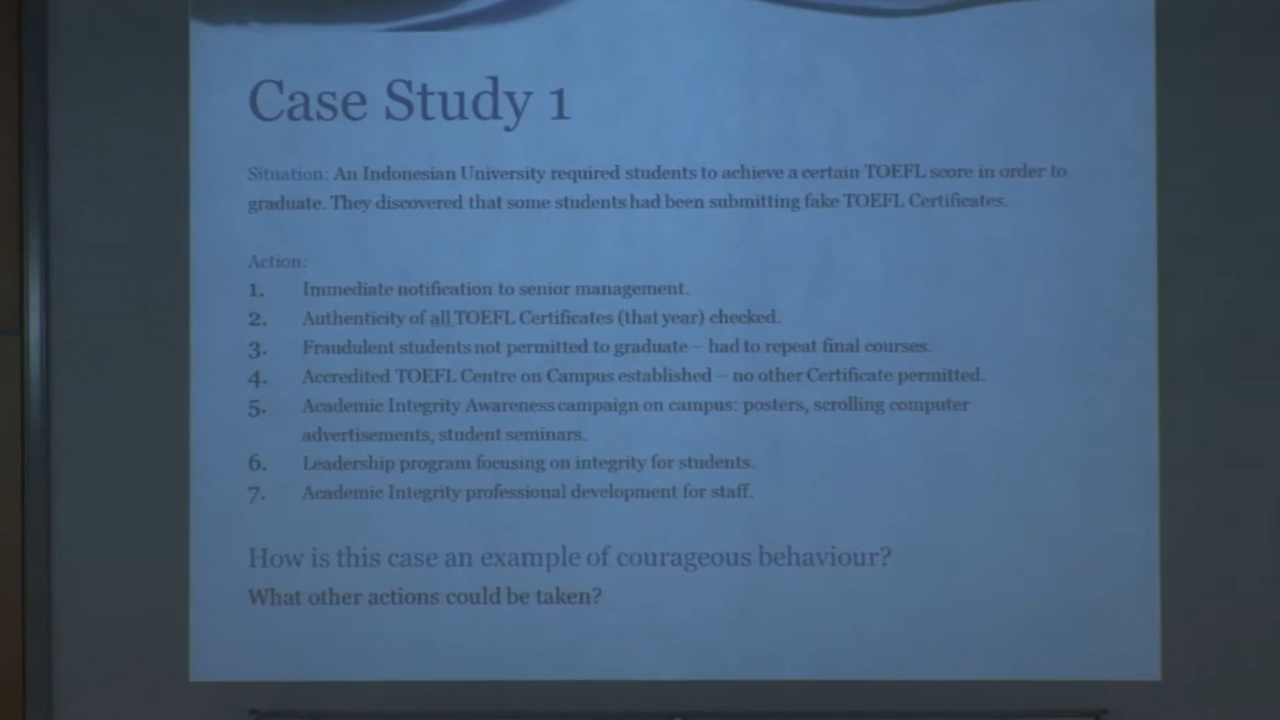 Case Study 1
Situation: An Indonesian University required students to achieve a certain TOEFL score in order to
graduate. They discovered that some students had been submitting fake TOEFL Certificates.
Action:
1. Immediate notification to senior management.
2. Authenticity of all TOEFL Certificates (that year) checked.
3. Fraudulent students not permitted to graduate – had to repeat final courses.
4. Accredited TOEFL Centre on Campus established – no other Certificate permitted.
5. Academic Integrity Awareness campaign on campus: posters, scrolling computer
advertisements, student seminars.
6. Leadership program focusing on integrity for students.
7. Academic Integrity professional development for staff.
How is this case an example of courageous behaviour?
What other actions could be taken?